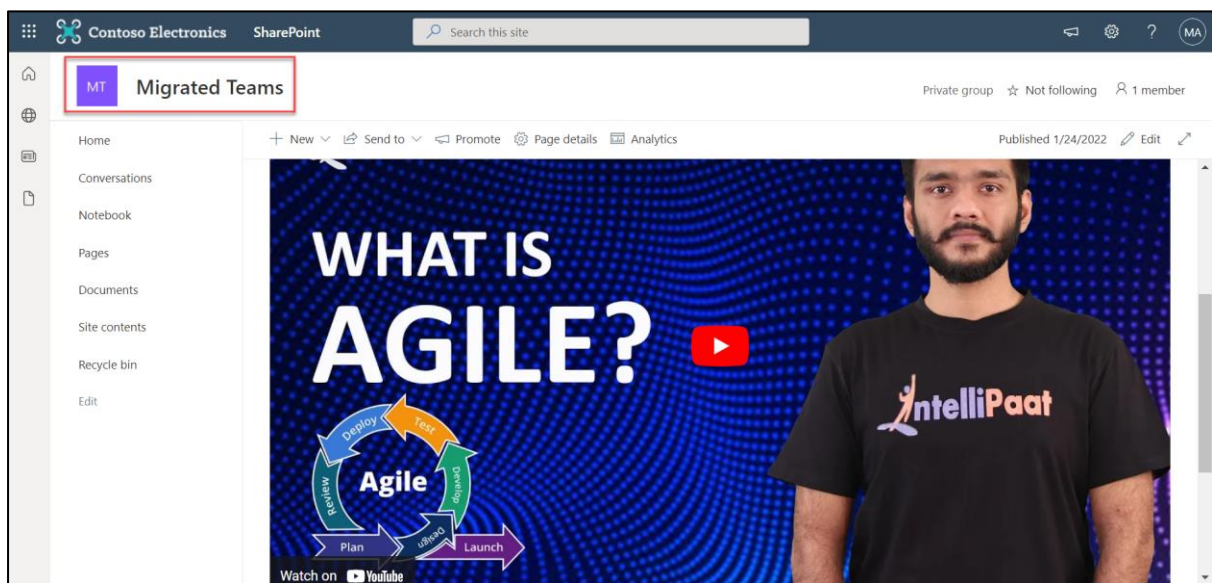 Contoso Electronics SharePoint Search this site ? MA
MT Migrated Teams Private group Not following 1 member
Home
Conversations
Notebook
Pages
Documents
Site contents
Recycle bin
Edit
New Send to Promote Page details Analytics Published 1/24/2022 Edit
WHAT IS
AGILE?
IntelliPaat
Deploy Test
Review Agile Develop
Design
Plan Launch
Watch on YouTube